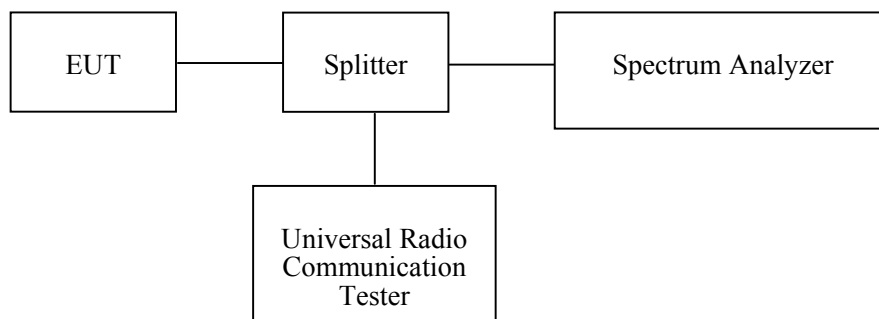 EUT
Splitter
Spectrum Analyzer
Universal Radio
Communication
Tester